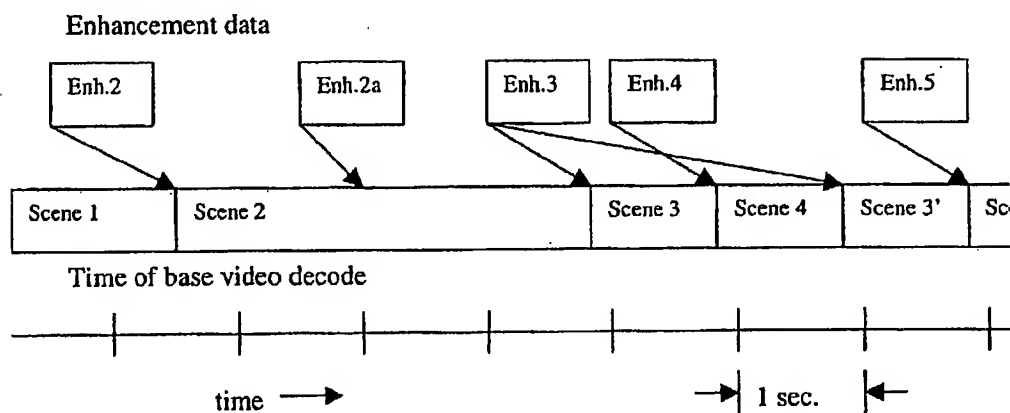 Enhancement data
Enh.2
Enh.2a
Enh.3
Enh.4
Enh.5
Scene 1
Scene 2
Scene 3
Scene 4
Scene 3'
Time of base video decode
time
1 sec.